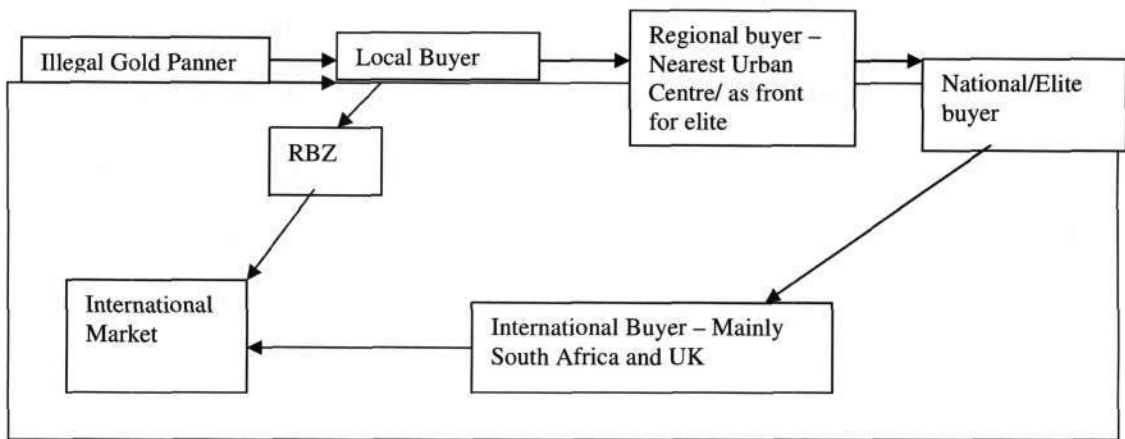 Illegal Gold Panner
Local Buyer
Regional buyer –
Nearest Urban
Centre/ as front
for elite
National/Elite
buyer
RBZ
International
Market
International Buyer – Mainly
South Africa and UK